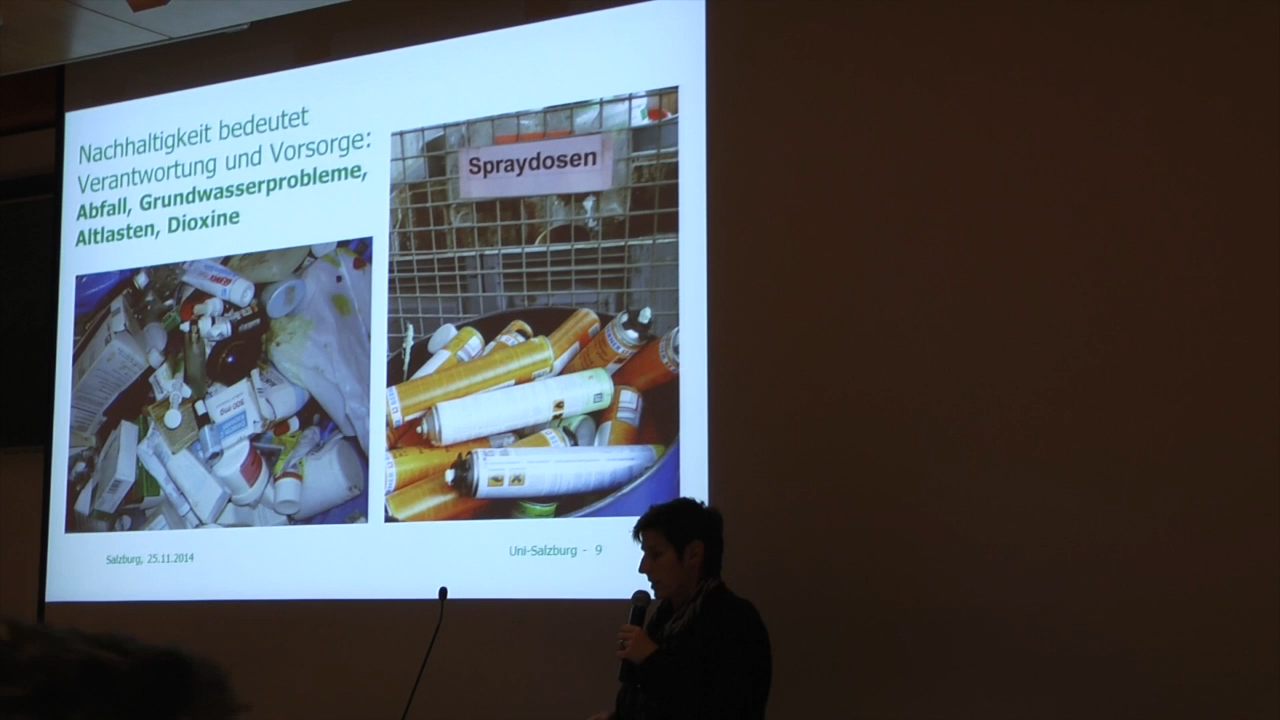 Nachhaltigkeit bedeutet
Verantwortung und Vorsorge:
Abfall, Grundwasserprobleme,
Altlasten, Dioxine
Spraydosen
Salzburg, 25.11.2014
Uni-Salzburg - 9